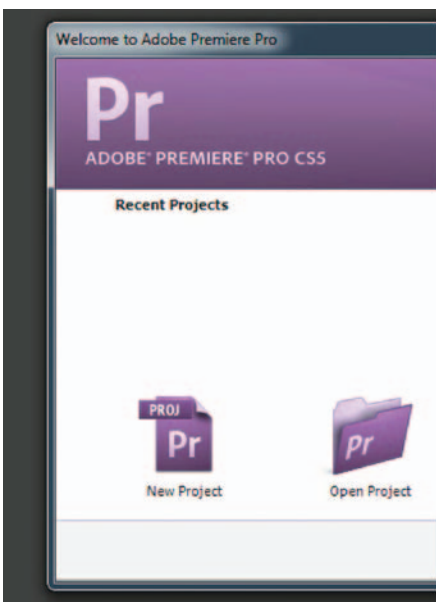 Welcome to Adobe Premiere Pro
Pr
ADOBE® PREMIERE® PRO CS5
Recent Projects
PROJ
Pr
Pr
New Project
Open Project